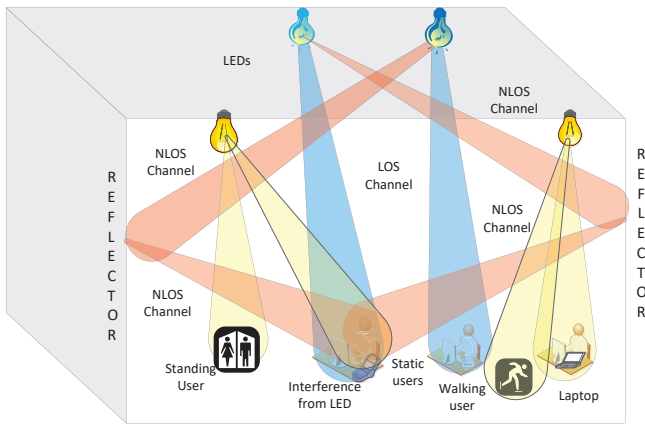 LEDs
NLOS
Channel
NLOS
Channel
LOS
Channel
NLOS
Channel
NLOS
Channel
R
E
F
L
E
C
T
O
R
R
E
F
L
E
C
T
O
R
Standing
User
Interference
from LED
Static
users
Walking
user
Laptop